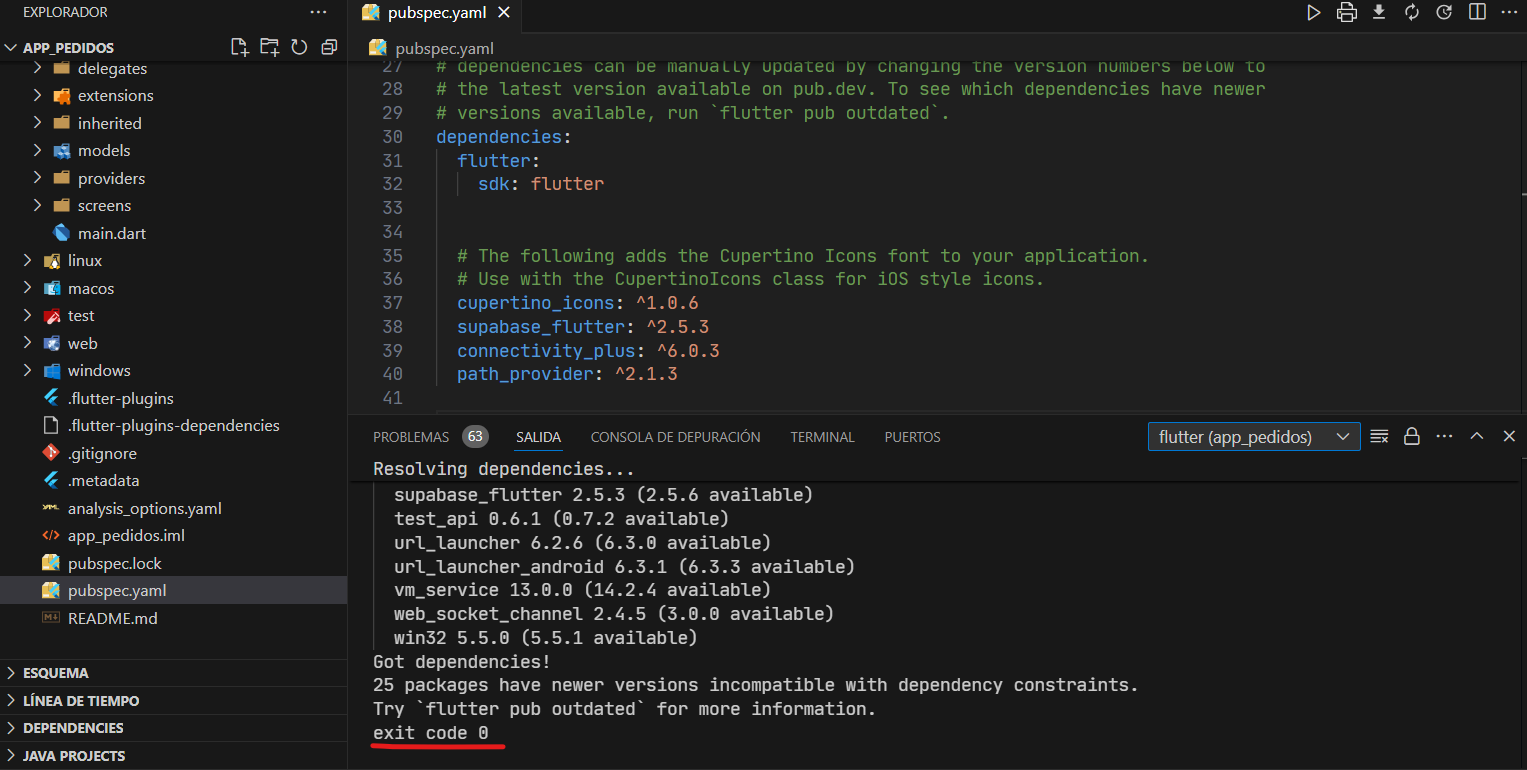 EXPLORADOR
APP_PEDIDOS
delegates
extensions
inherited
models
providers
screens
main.dart
linux
macos
test
web
windows
.flutter-plugins
.flutter-plugins-dependencies
.gitignore
.metadata
analysis_options.yaml
app_pedidos.iml
pubspec.lock
pubspec.yaml
README.md
ESQUEMA
LÍNEA DE TIEMPO
DEPENDENCIES
JAVA PROJECTS
pubspec.yaml
pubspec.yaml
27 # dependencies can be manually updated by changing the version numbers below to
28 # the latest version available on pub.dev. To see which dependencies have newer
29 # versions available, run `flutter pub outdated`.
30 dependencies:
31 flutter:
32 sdk: flutter
33
34
35 # The following adds the Cupertino Icons font to your application.
36 # Use with the CupertinoIcons class for iOS style icons.
37 cupertino_icons: ^1.0.6
38 supabase_flutter: ^2.5.3
39 connectivity_plus: ^6.0.3
40 path_provider: ^2.1.3
41
PROBLEMAS 63 SALIDA CONSOLA DE DEPURACIÓN TERMINAL PUERTOS flutter (app_pedidos)
Resolving dependencies...
supabase_flutter 2.5.3 (2.5.6 available)
test_api 0.6.1 (0.7.2 available)
url_launcher 6.2.6 (6.3.0 available)
url_launcher_android 6.3.1 (6.3.3 available)
vm_service 13.0.0 (14.2.4 available)
web_socket_channel 2.4.5 (3.0.0 available)
win32 5.5.0 (5.5.1 available)
Got dependencies!
25 packages have newer versions incompatible with dependency constraints.
Try `flutter pub outdated` for more information.
exit code 0